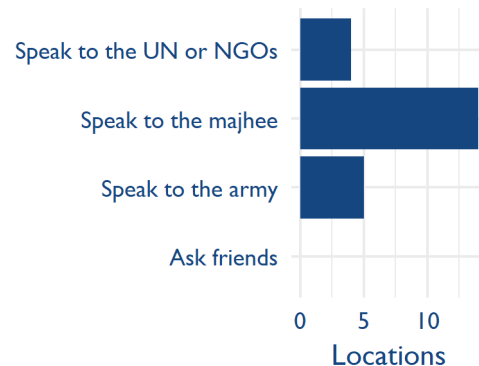 Speak to the UN or NGOs
Speak to the majhee
Speak to the army
Ask friends
0 5 10
Locations